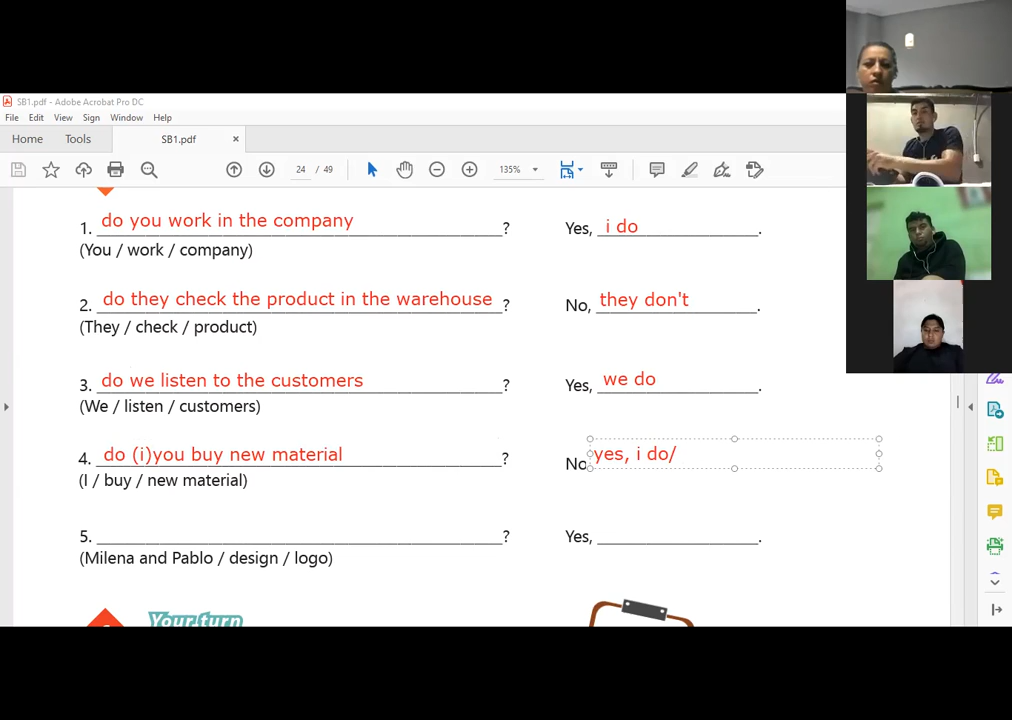 SB1.pdf - Adobe Acrobat Pro DC
File Edit View Sign Window Help
Home Tools SB1.pdf ×
24 / 49 135%
1. do you work in the company ? Yes, i do .
(You / work / company)
2. do they check the product in the warehouse ? No, they don't .
(They / check / product)
3. do we listen to the customers ? Yes, we do .
(We / listen / customers)
4. do (i)you buy new material ? No yes, i do/
(I / buy / new material)
5. ? Yes, .
(Milena and Pablo / design / logo)
Your turn